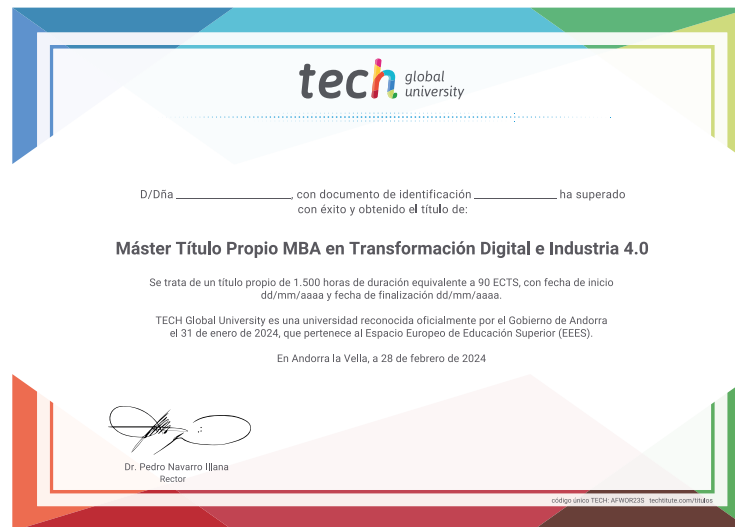 tech global university
D/Dña ______________, con documento de identificación __________ ha superado
con éxito y obtenido el título de:
Máster Título Propio MBA en Transformación Digital e Industria 4.0
Se trata de un título propio de 1.500 horas de duración equivalente a 90 ECTS, con fecha de inicio
dd/mm/aaaa y fecha de finalización dd/mm/aaaa.
TECH Global University es una universidad reconocida oficialmente por el Gobierno de Andorra
el 31 de enero de 2024, que pertenece al Espacio Europeo de Educación Superior (EEES).
En Andorra la Vella, a 28 de febrero de 2024
Dr. Pedro Navarro Illana
Rector
código único TECH: AFWOR23S techtitute.com/titulos